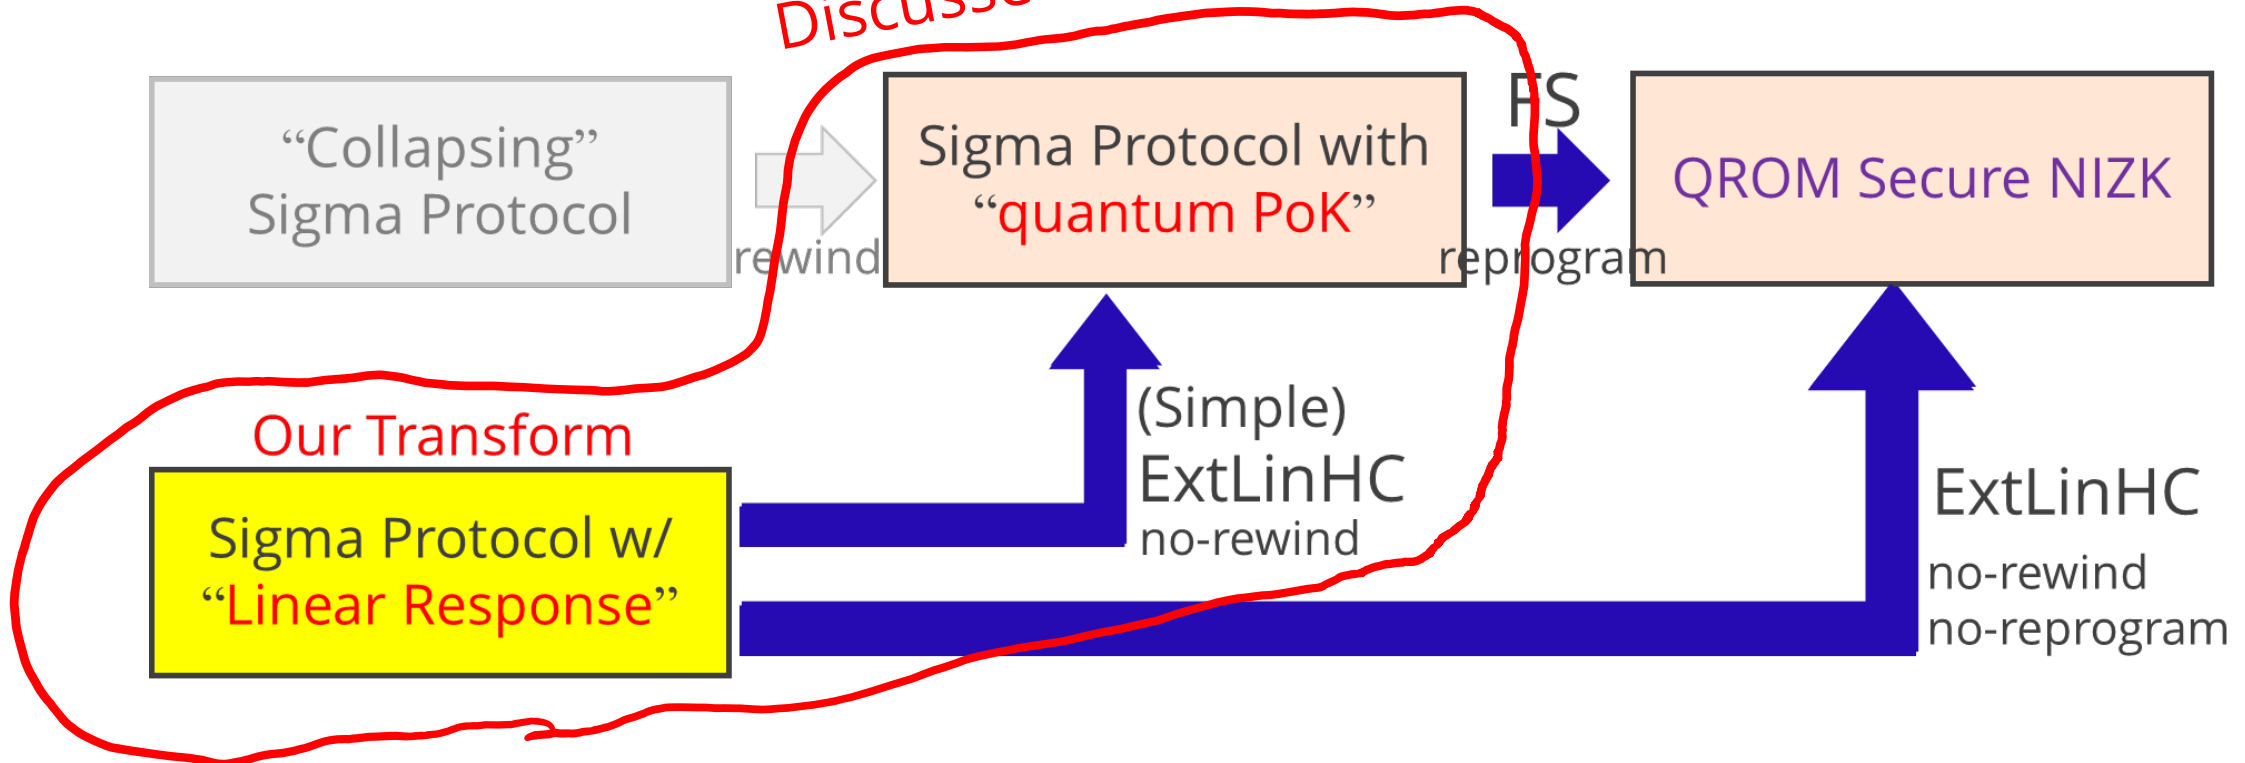 “Collapsing”
Sigma Protocol
rewind
Sigma Protocol with
“quantum PoK”
FS
reprogram
QROM Secure NIZK
Our Transform
Sigma Protocol w/
“Linear Response”
(Simple)
ExtLinHC
no-rewind
ExtLinHC
no-rewind
no-reprogram